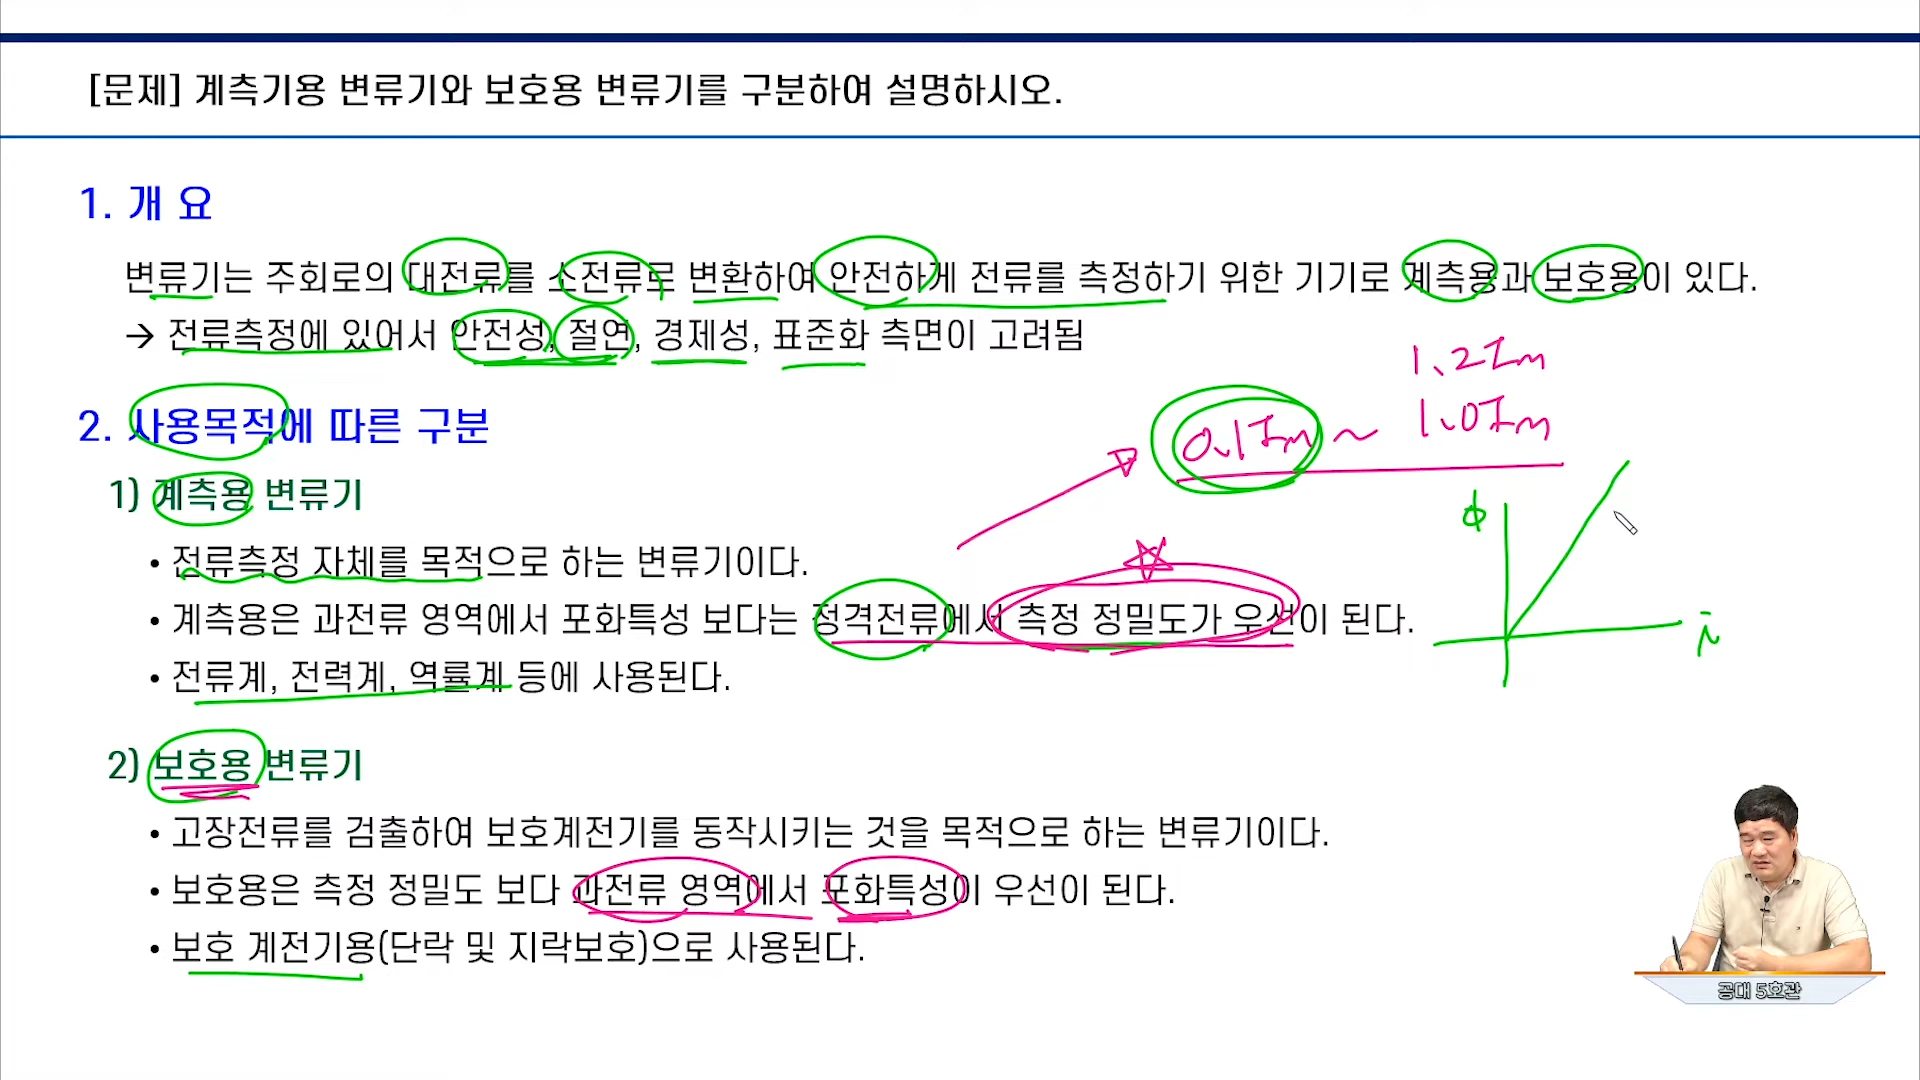 [문제] 계측기용 변류기와 보호용 변류기를 구분하여 설명하시오.
1. 개 요
변류기는 주회로의 대전류를 소전류로 변환하여 안전하게 전류를 측정하기 위한 기기로 계측용과 보호용이 있다.
→ 전류측정에 있어서 안전성, 절연, 경제성, 표준화 측면이 고려됨
1.2In
2. 사용목적에 따른 구분
0.1In ~ 1.0In
1) 계측용 변류기
ϕ
• 전류측정 자체를 목적으로 하는 변류기이다.
• 계측용은 과전류 영역에서 포화특성 보다는 정격전류에서 측정 정밀도가 우선이 된다.
i
• 전류계, 전력계, 역률계 등에 사용된다.
2) 보호용 변류기
• 고장전류를 검출하여 보호계전기를 동작시키는 것을 목적으로 하는 변류기이다.
• 보호용은 측정 정밀도 보다 과전류 영역에서 포화특성이 우선이 된다.
• 보호 계전기용(단락 및 지락보호)으로 사용된다.
공대 5호관